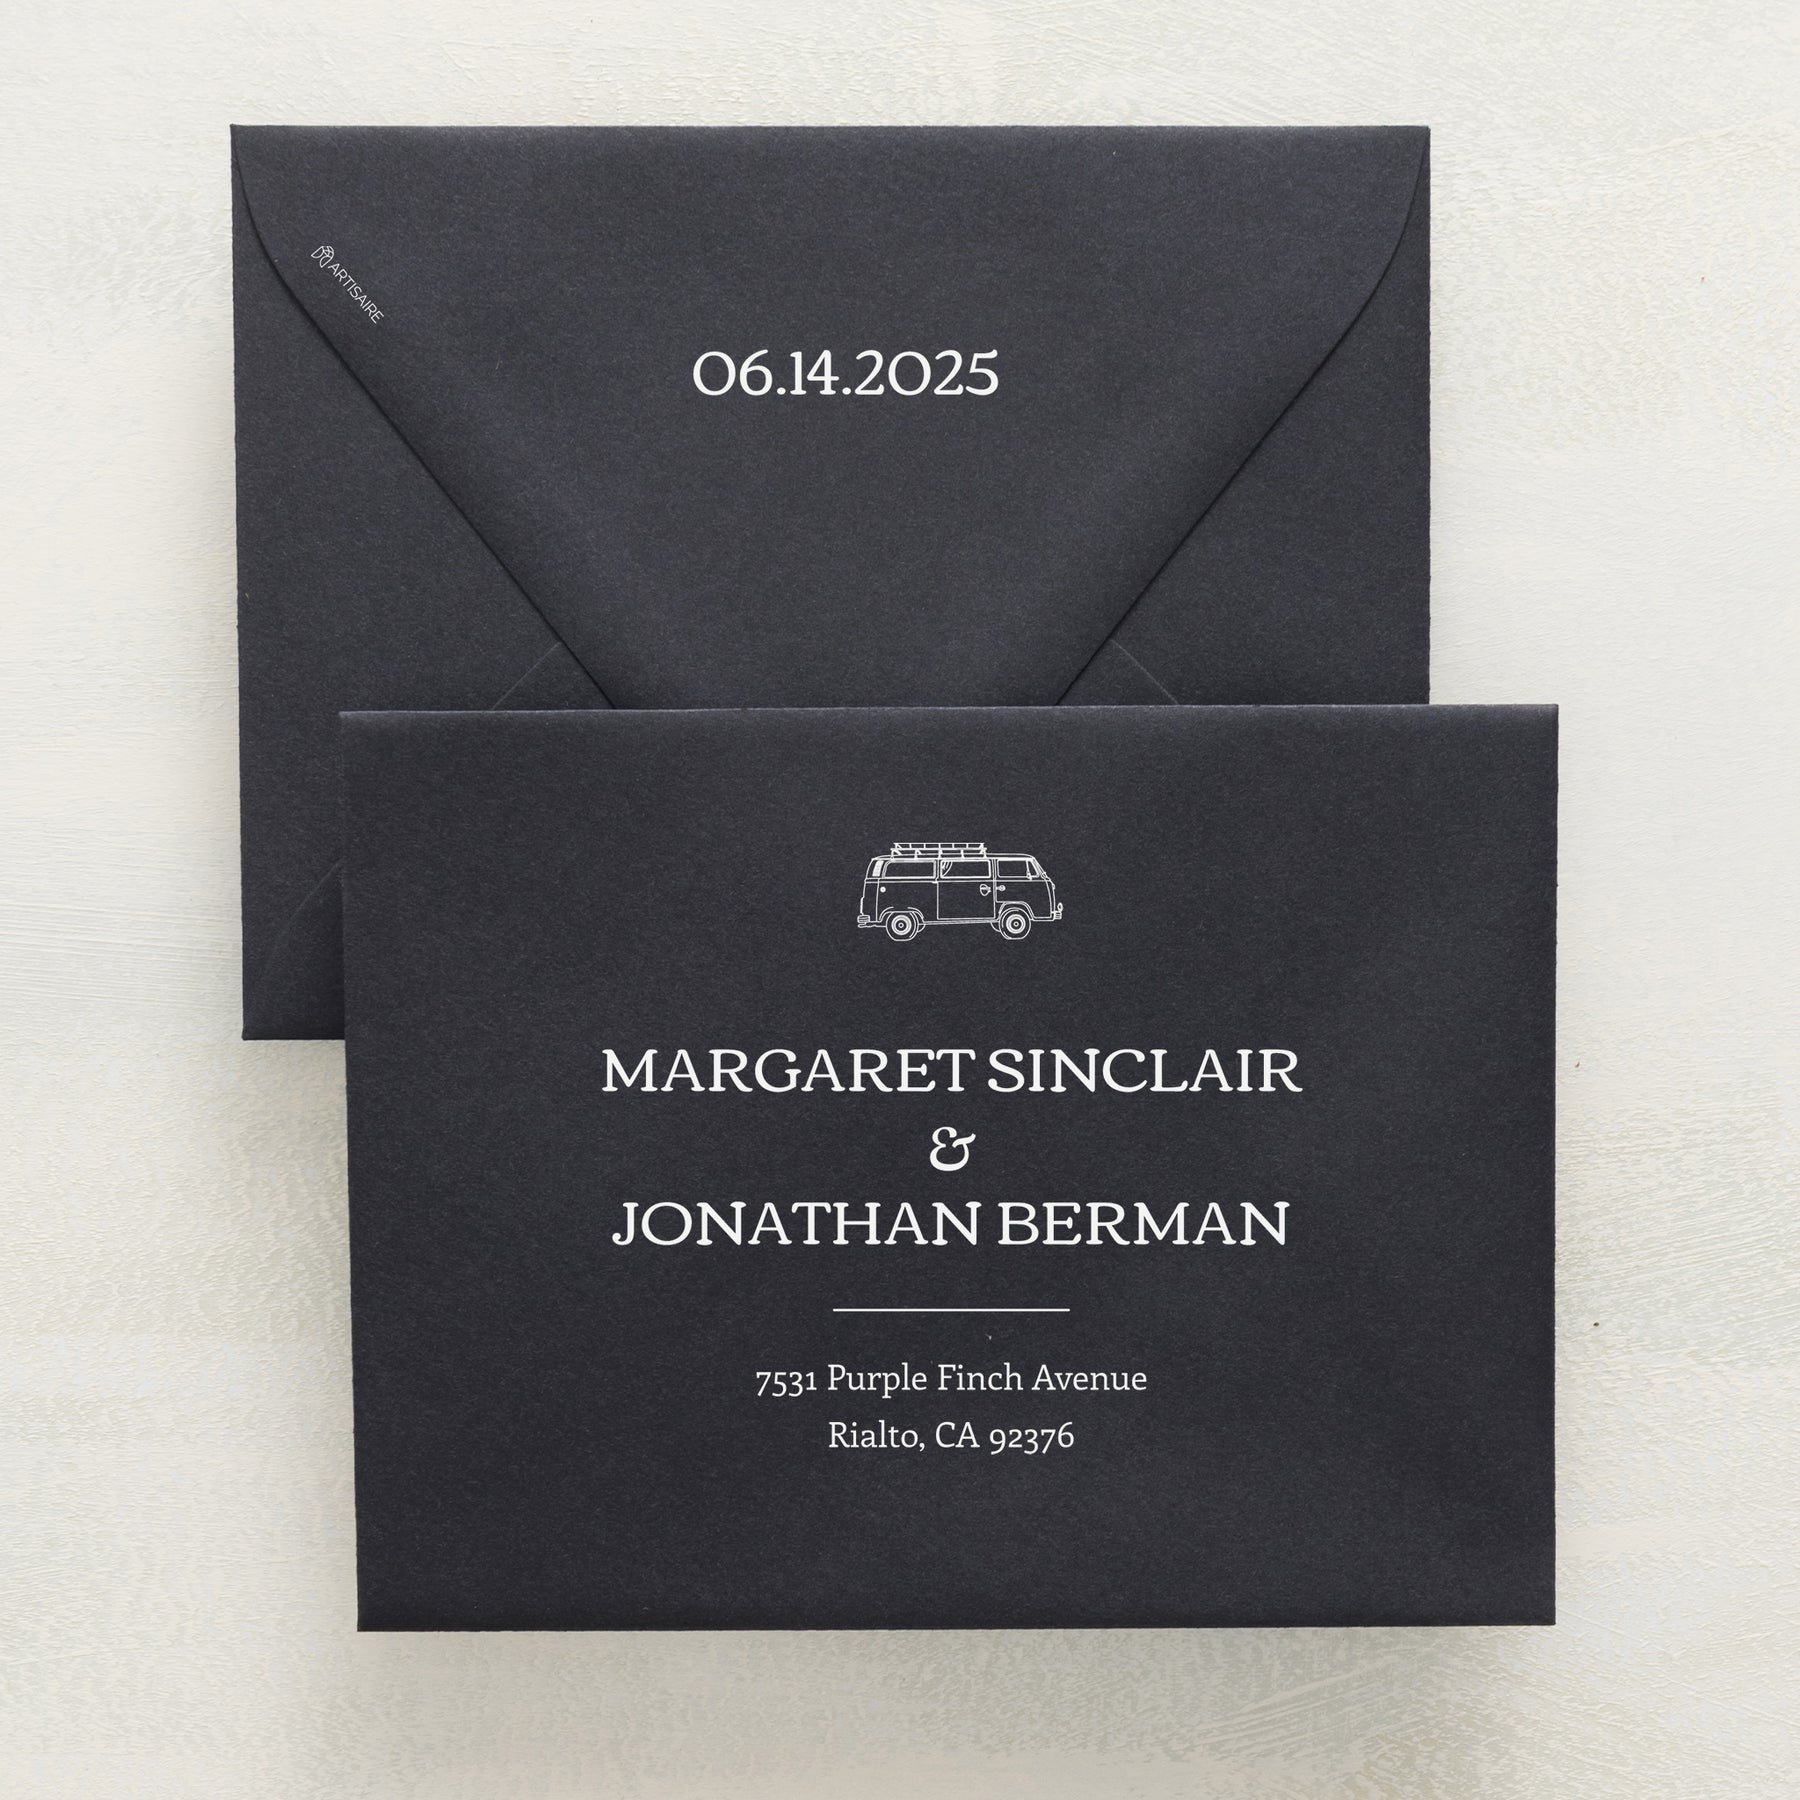 ARTISAIRE
06.14.2025
MARGARET SINCLAIR
&
JONATHAN BERMAN
7531 Purple Finch Avenue
Rialto, CA 92376